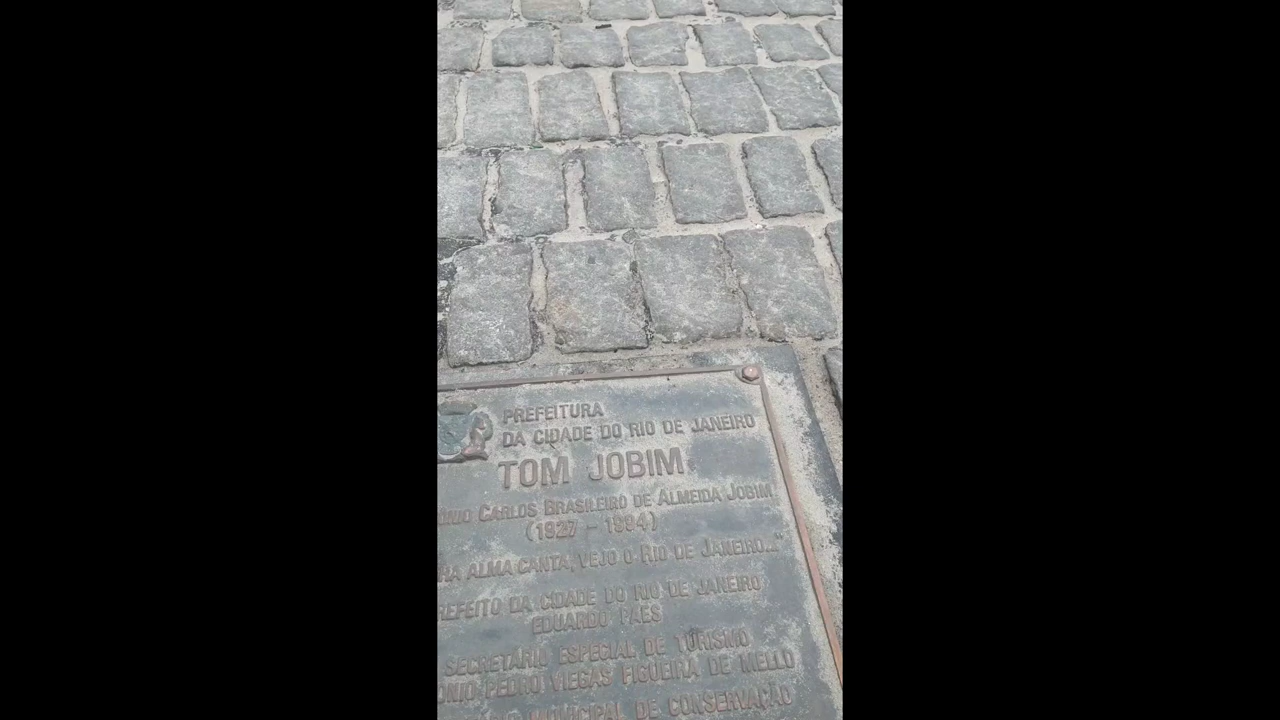 PREFEITURA
DA CIDADE DO RIO DE JANEIRO
TOM JOBIM
CARLOS BRASILEIRO DE ALMEIDA JOBIM
(1927 - 1994)
ALMA CANTA, VEJO O RIO DE JANEIRO..."
REFEITO DA CIDADE DO RIO DE JANEIRO
EDUARDO PAES
SECRETÁRIO ESPECIAL DE TURISMO
ONIO PEDRO VIEGAS FIGUEIRA DE MELLO
MUNICIPAL DE CONSERVAÇÃO